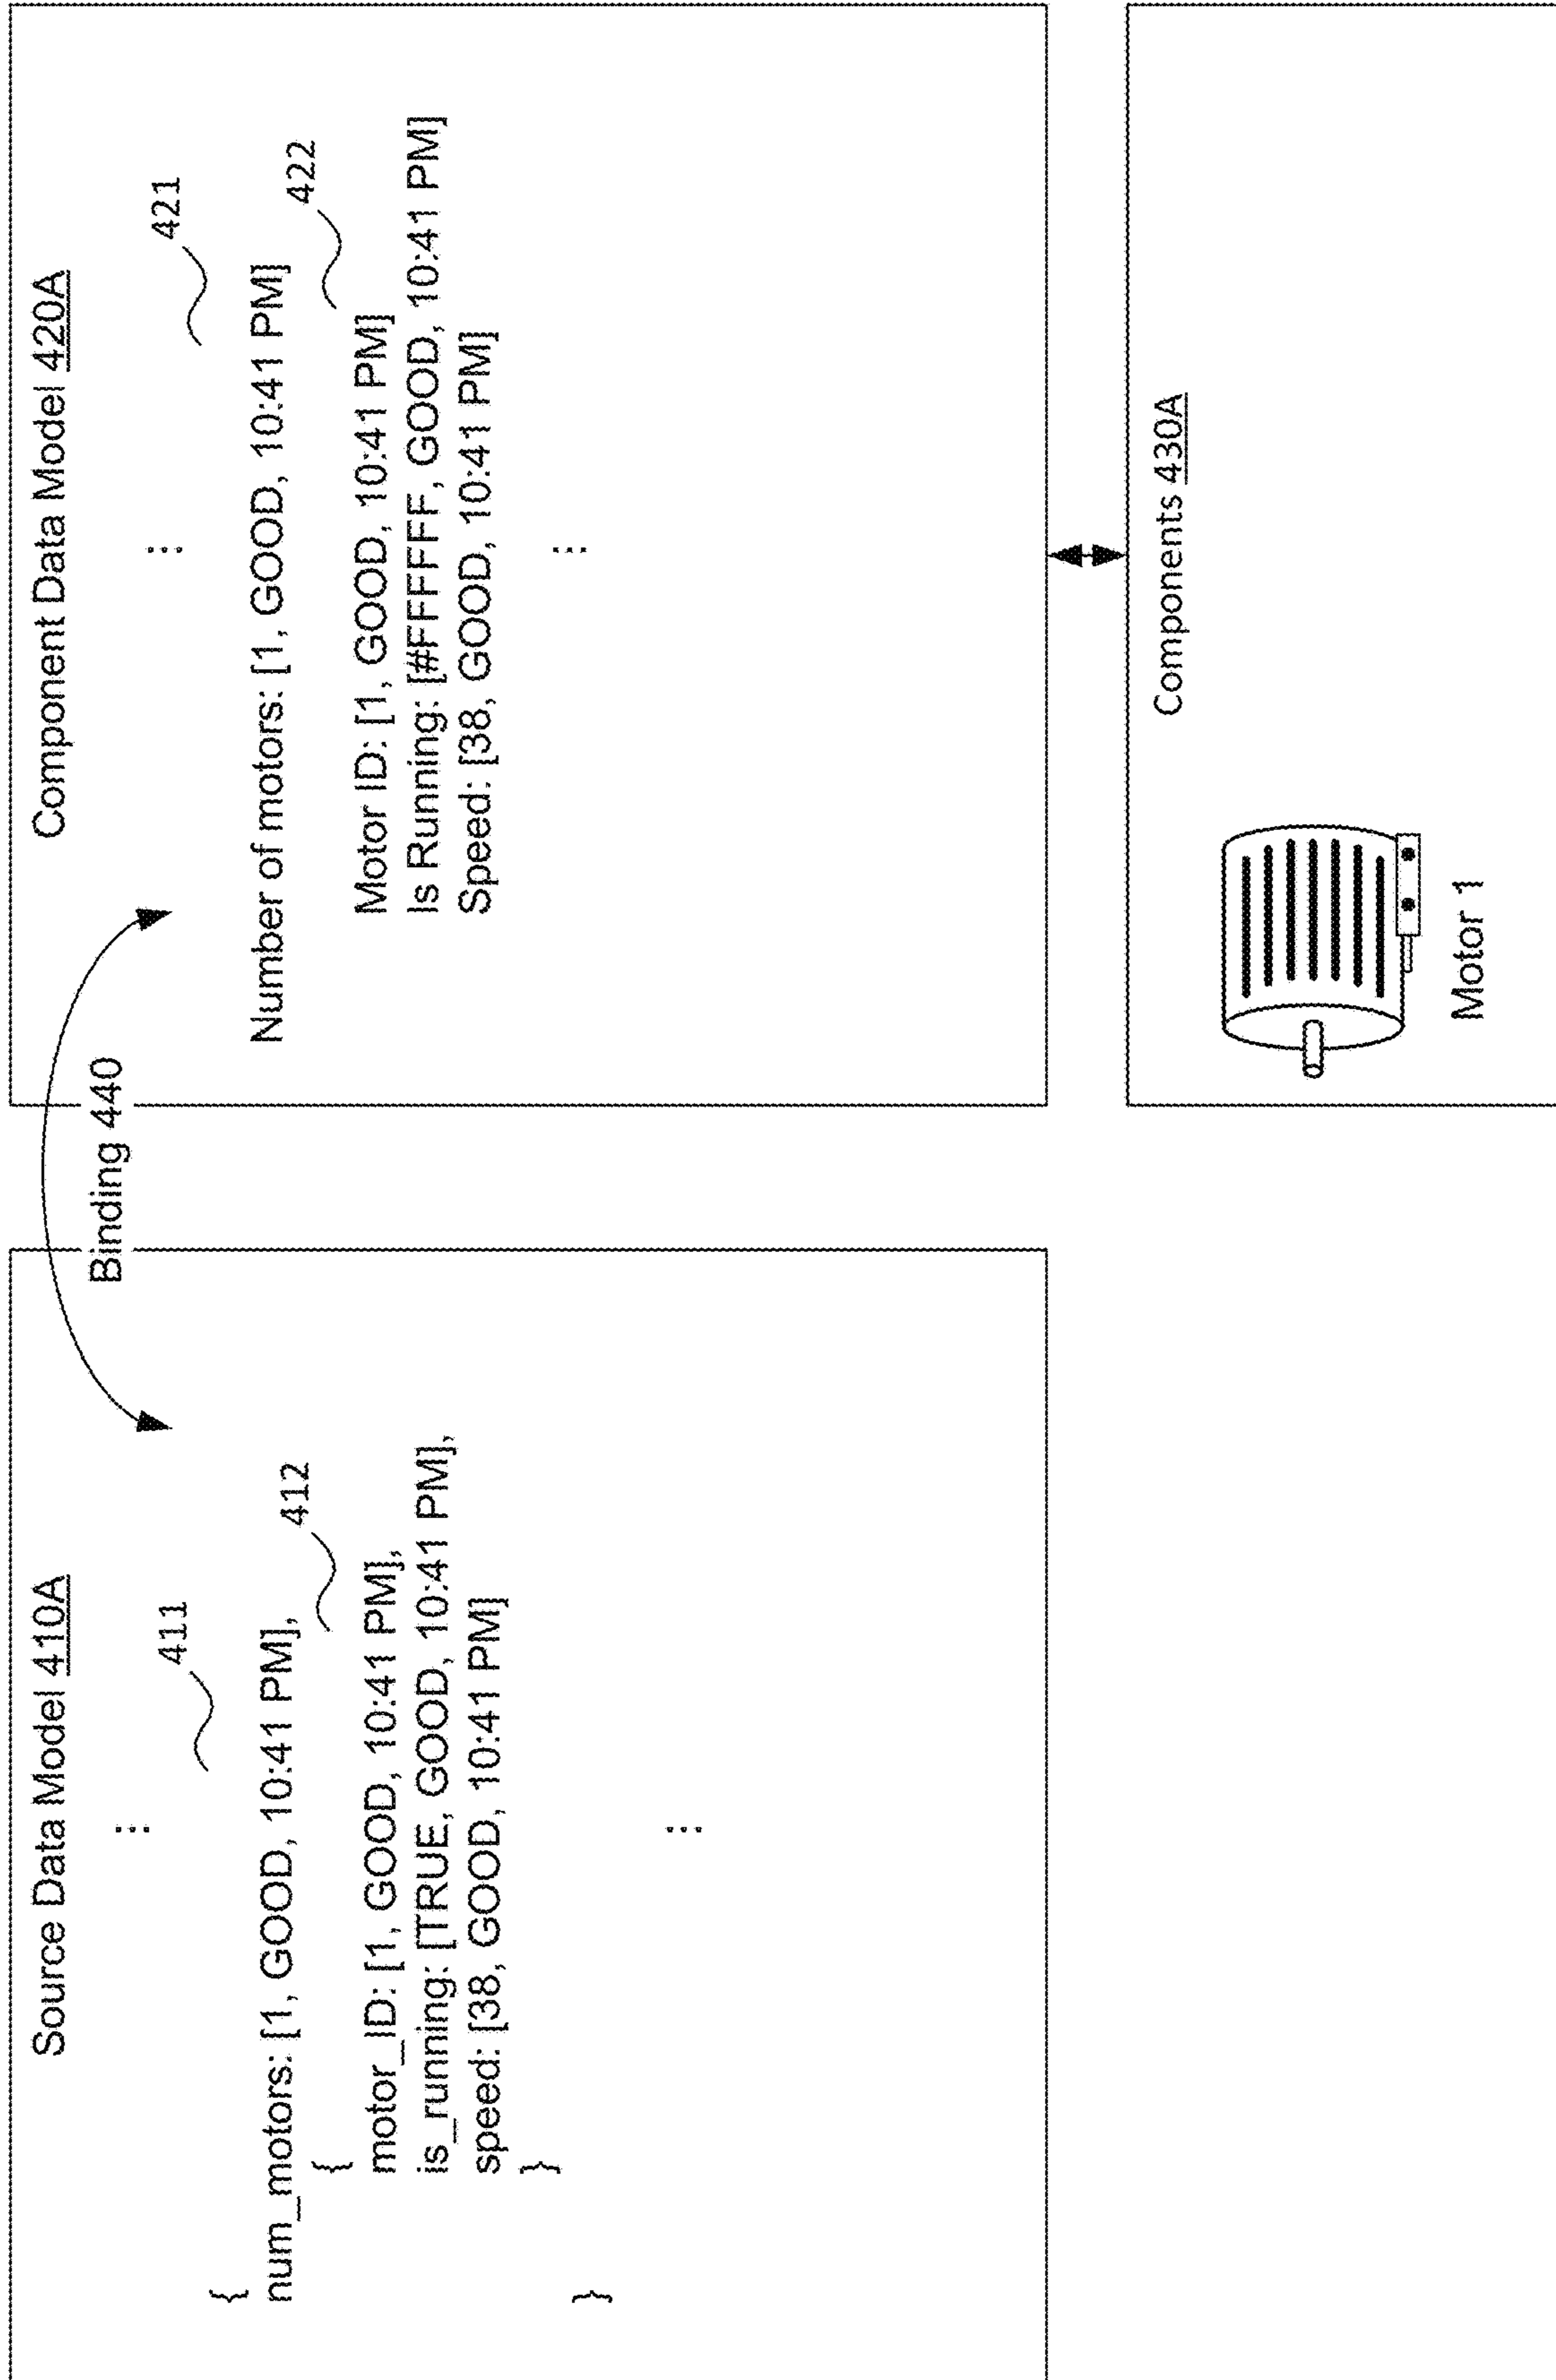 Source Data Model 410A
...
411
{
num_motors: [1, GOOD, 10:41 PM],
412
{
motor_ID: [1, GOOD, 10:41 PM],
is_running: [TRUE, GOOD, 10:41 PM],
speed: [38, GOOD, 10:41 PM]
}
}
...
Binding 440
Component Data Model 420A
...
421
Number of motors: [1, GOOD, 10:41 PM]
422
Motor ID: [1, GOOD, 10:41 PM]
Is Running: [#FFFFFF, GOOD, 10:41 PM]
Speed: [38, GOOD, 10:41 PM]
...
Components 430A
Motor 1